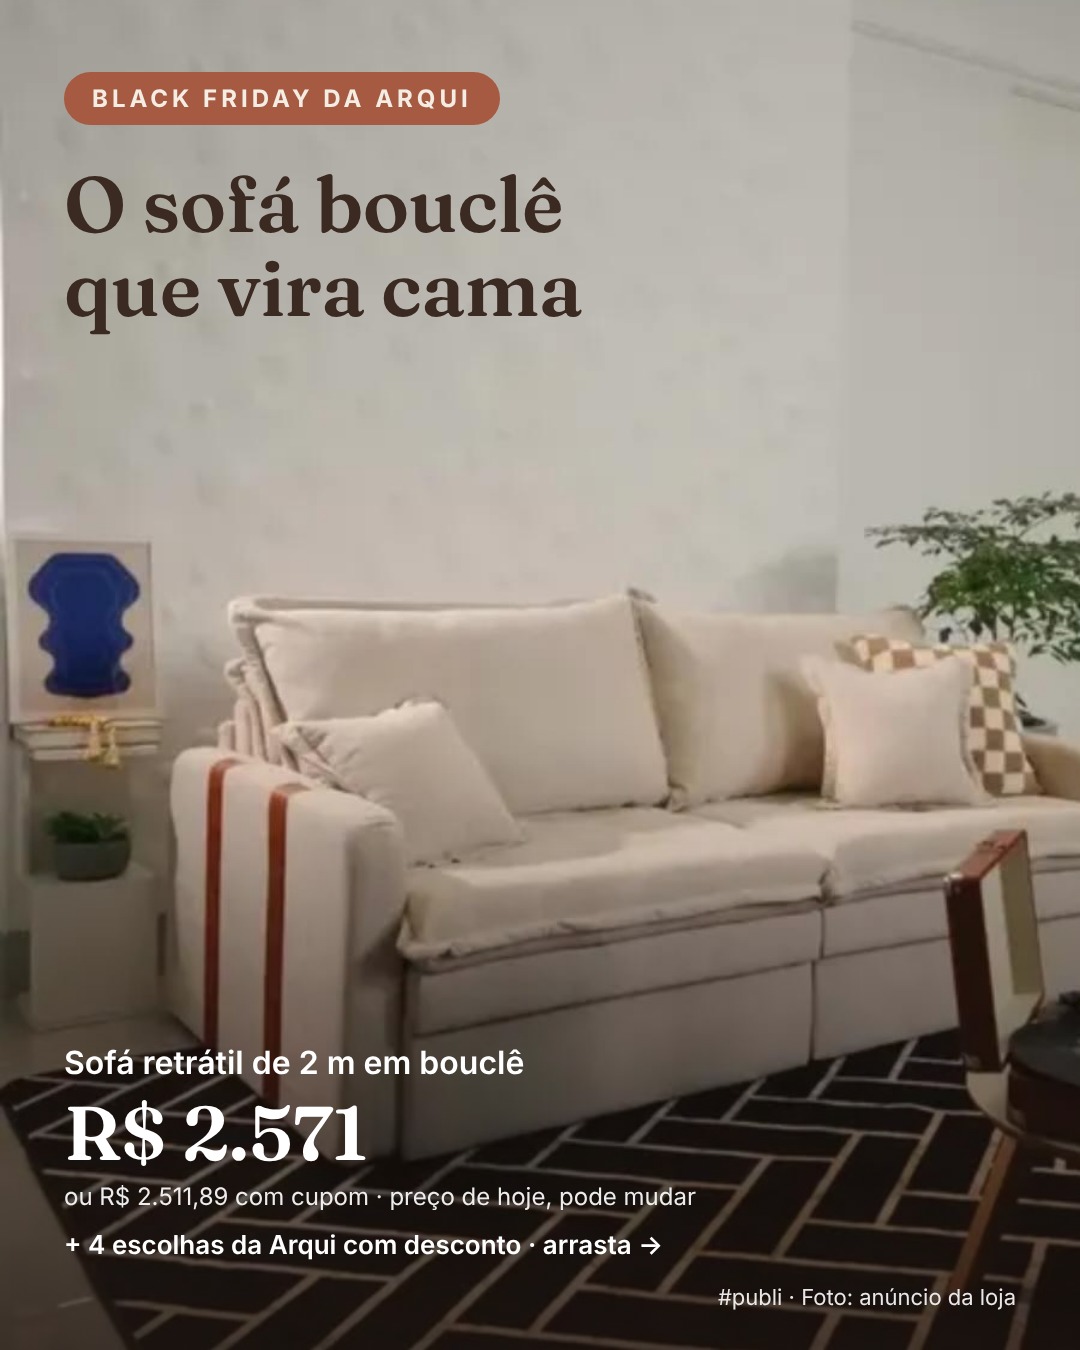 BLACK FRIDAY DA ARQUI
O sofá bouclê
que vira cama
Sofá retrátil de 2 m em bouclê
R$ 2.571
ou R$ 2.511,89 com cupom · preço de hoje, pode mudar
+ 4 escolhas da Arqui com desconto · arrasta →
#publi · Foto: anúncio da loja